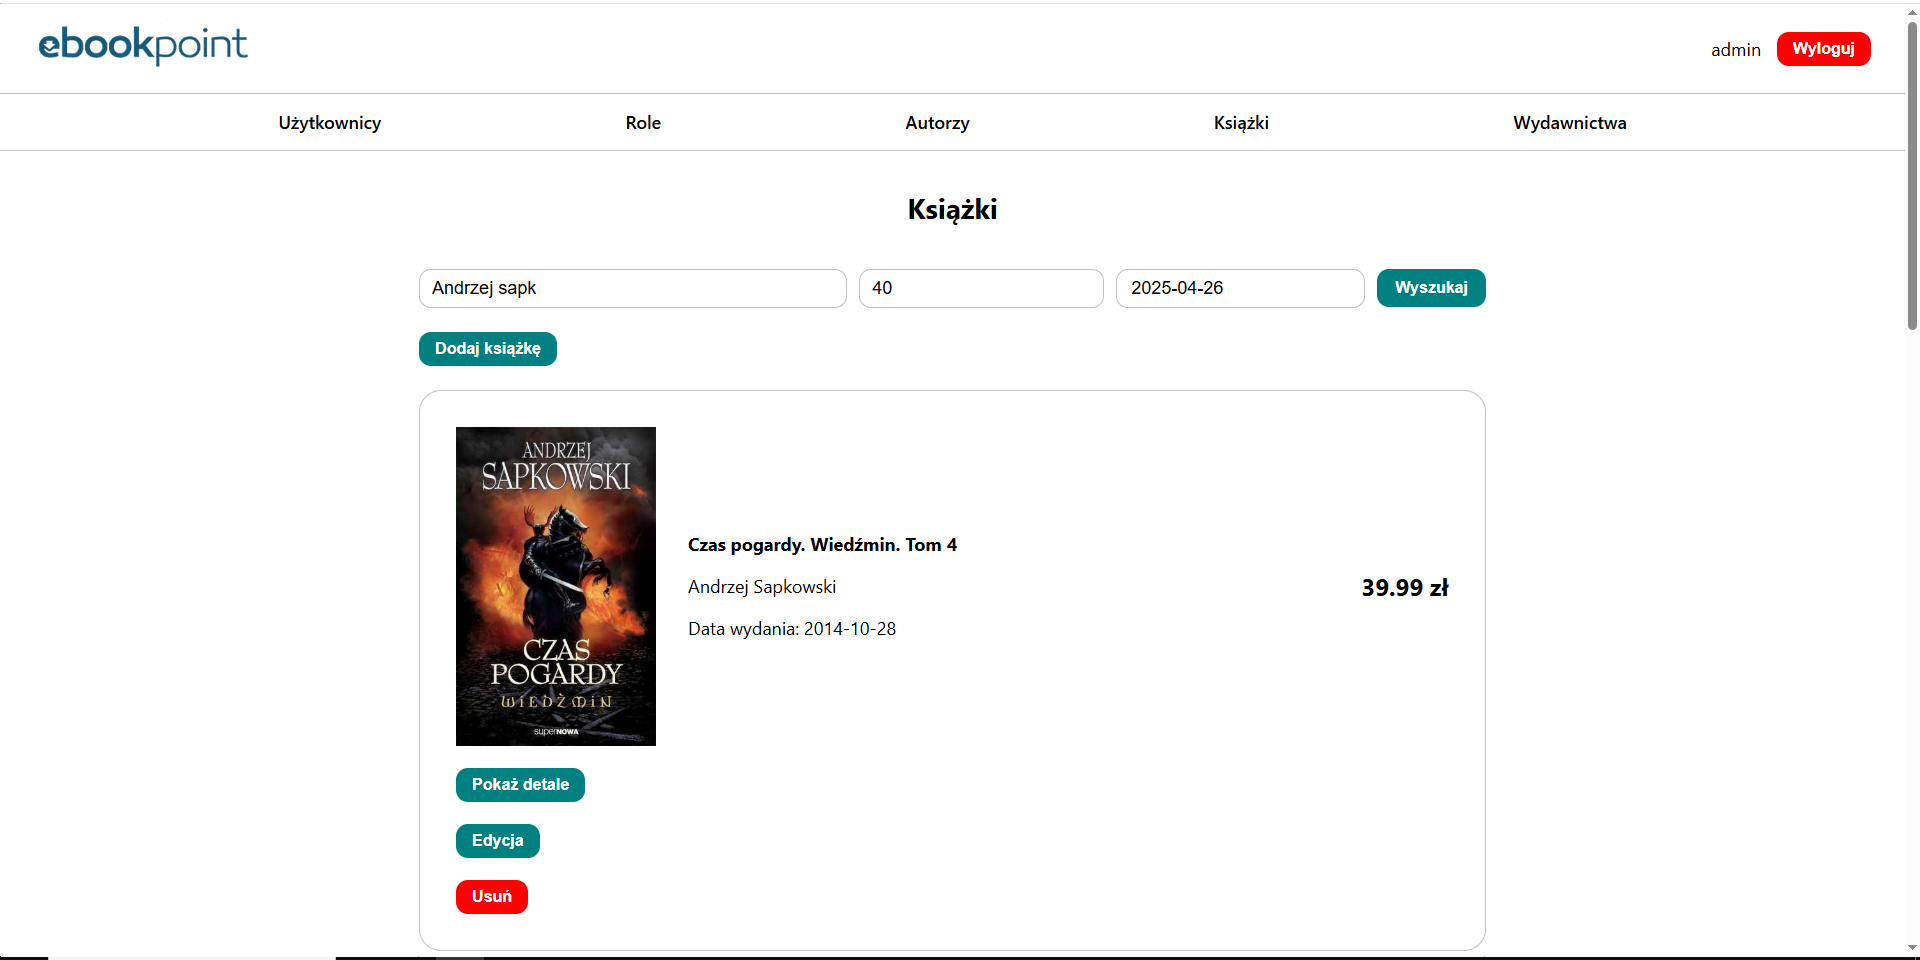 ebookpoint
admin
Wyloguj
Użytkownicy
Role
Autorzy
Książki
Wydawnictwa
Książki
Andrzej sapk
40
2025-04-26
Wyszukaj
Dodaj książkę
ANDRZEJ
SAPKOWSKI
CZAS
POGARDY
WIEDŹMIN
superNOWA
Czas pogardy. Wiedźmin. Tom 4
Andrzej Sapkowski
Data wydania: 2014-10-28
39.99 zł
Pokaż detale
Edycja
Usuń